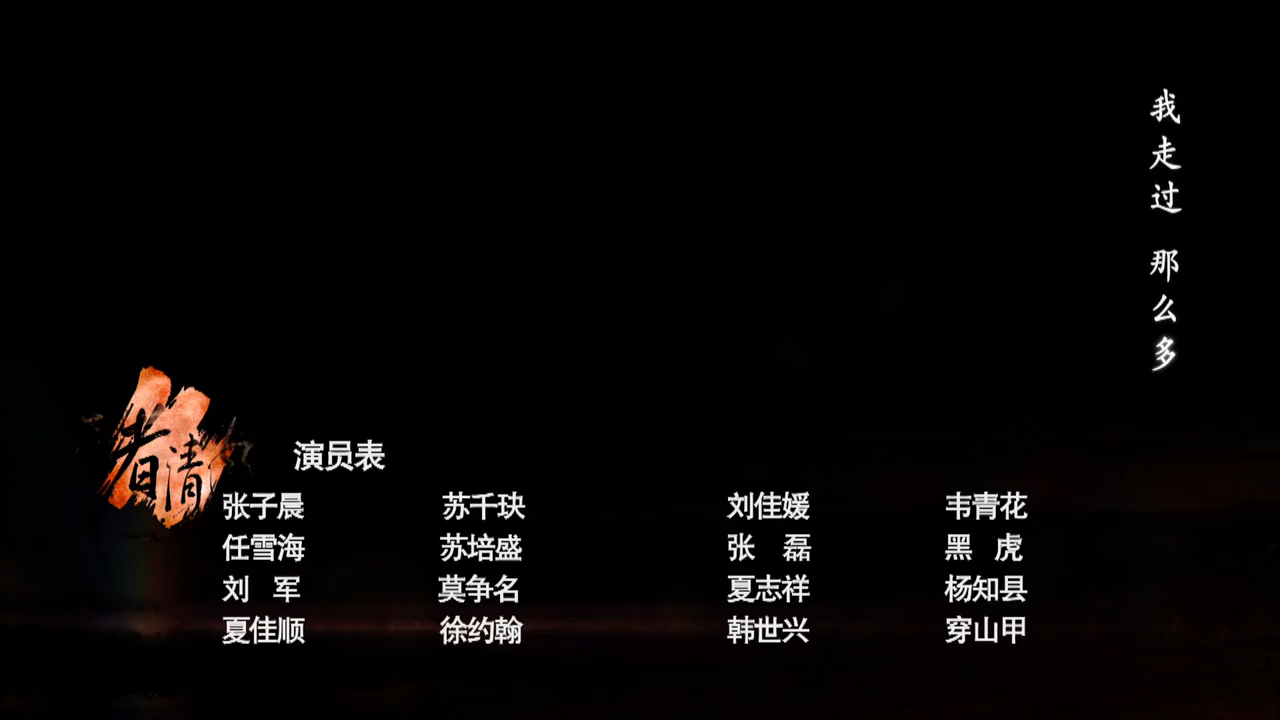 我走过 那么多
看清
演员表
张子晨 苏千玦 刘佳媛 韦青花
任雪海 苏培盛 张 磊 黑 虎
刘 军 莫争名 夏志祥 杨知县
夏佳顺 徐约翰 韩世兴 穿山甲